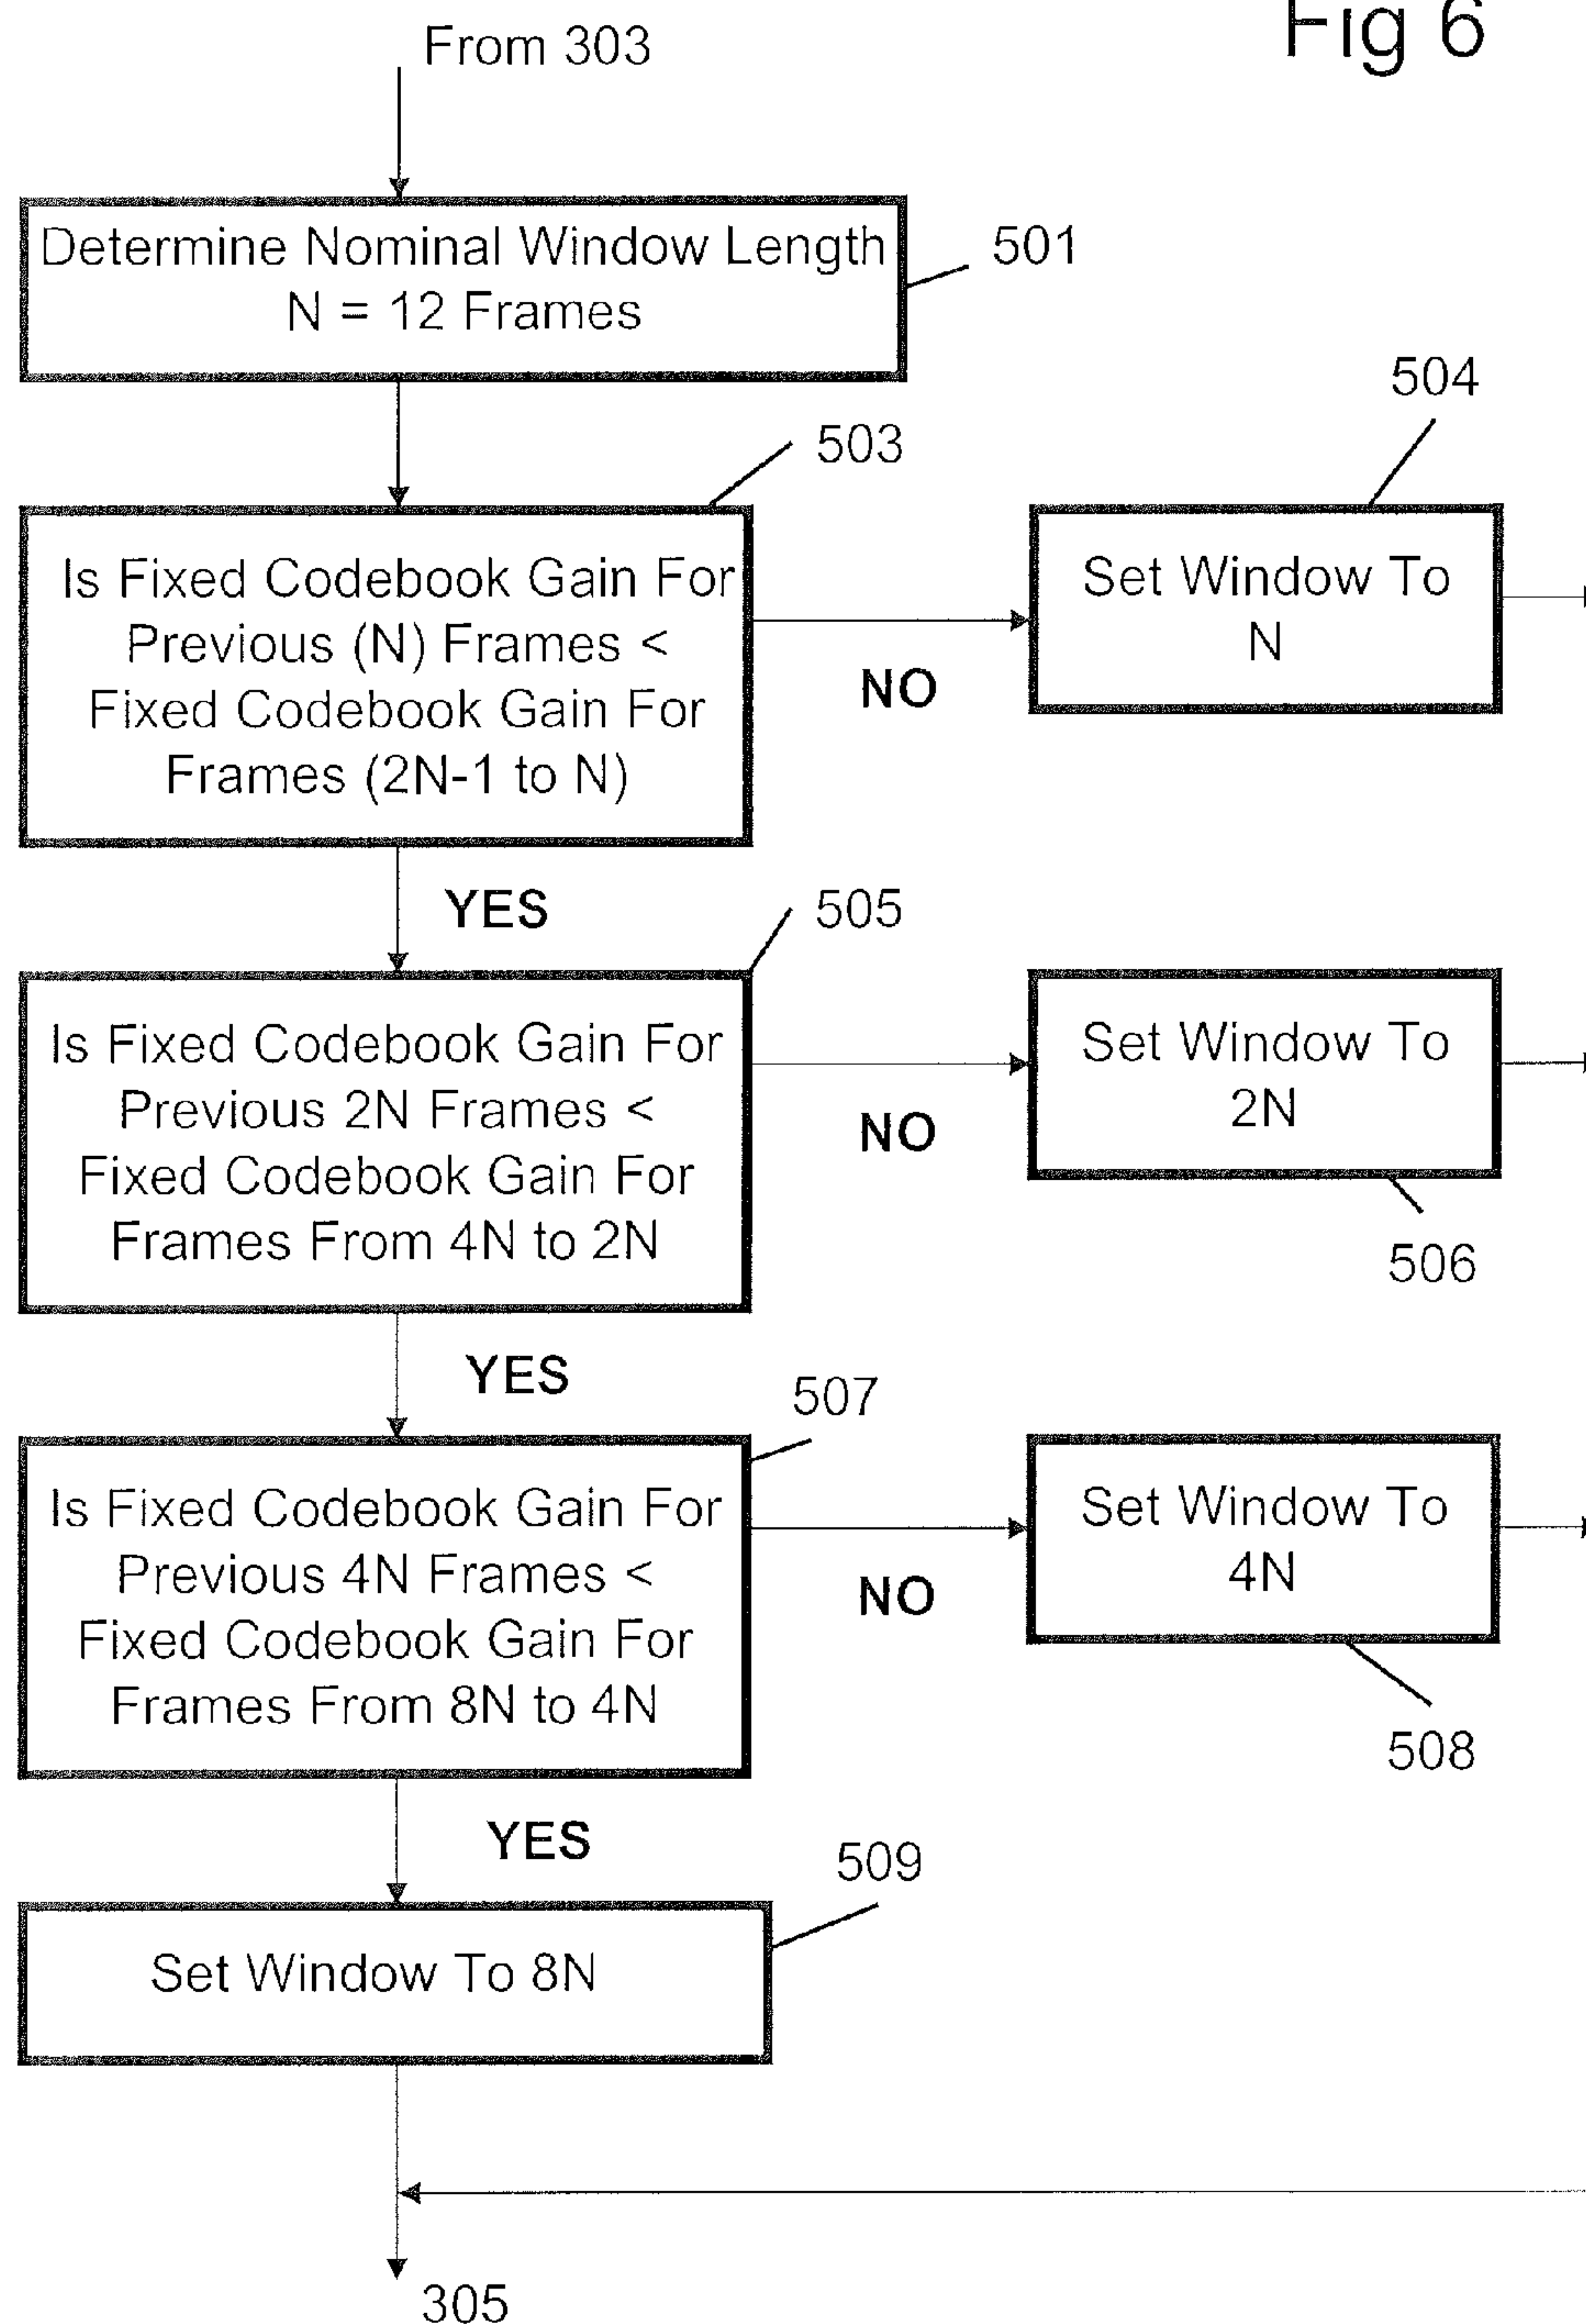 Fig 6
From 303
Determine Nominal Window Length
N = 12 Frames
501
503
Is Fixed Codebook Gain For
Previous (N) Frames <
Fixed Codebook Gain For
Frames (2N-1 to N)
NO
504
Set Window To
N
YES
505
Is Fixed Codebook Gain For
Previous 2N Frames <
Fixed Codebook Gain For
Frames From 4N to 2N
NO
Set Window To
2N
506
YES
507
Is Fixed Codebook Gain For
Previous 4N Frames <
Fixed Codebook Gain For
Frames From 8N to 4N
NO
Set Window To
4N
508
YES
509
Set Window To 8N
305